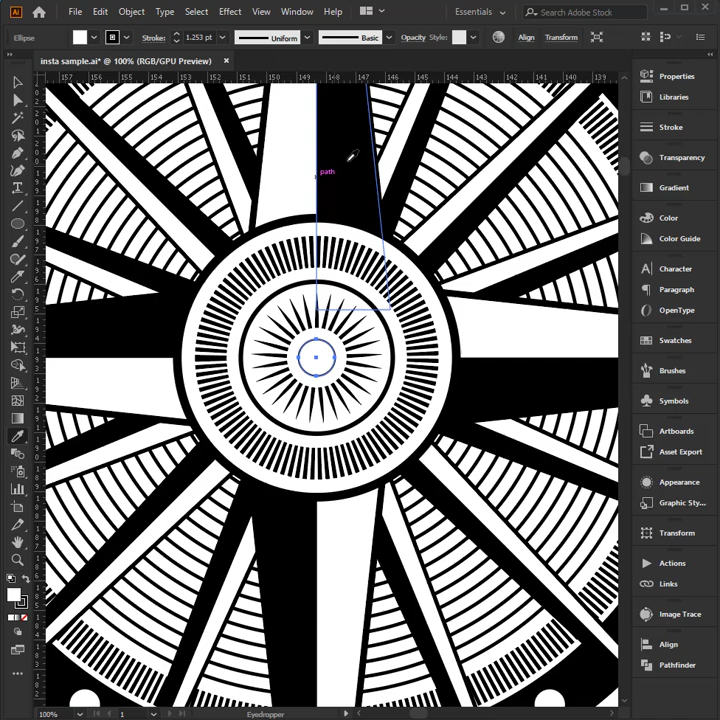 Ai File Edit Object Type Select Effect View Window Help Essentials Search Adobe Stock
Ellipse Stroke: 1.253 pt Uniform Basic Opacity Style: Align Transform
insta sample.ai* @ 100% (RGB/GPU Preview) ×
157 156 155 154 153 152 151 150 149 148 147 146 145 144 143 142 141 140 139
path
Properties
Libraries
Stroke
Transparency
Gradient
Color
Color Guide
Character
Paragraph
OpenType
Swatches
Brushes
Symbols
Artboards
Asset Export
Appearance
Graphic Sty...
Transform
Actions
Links
Image Trace
Align
Pathfinder
100% 1 Eyedropper